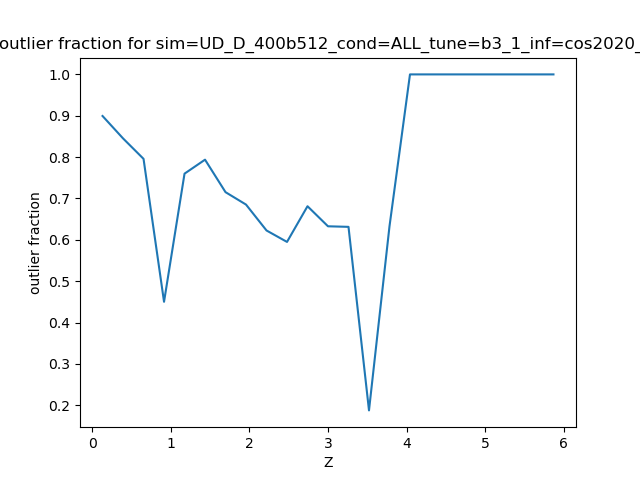 outlier fraction for sim=UD_D_400b512_cond=ALL_tune=b3_1_inf=cos2020_
1.0
0.9
0.8
0.7
0.6
0.5
0.4
0.3
0.2
outlier fraction
0 1 2 3 4 5 6
Z